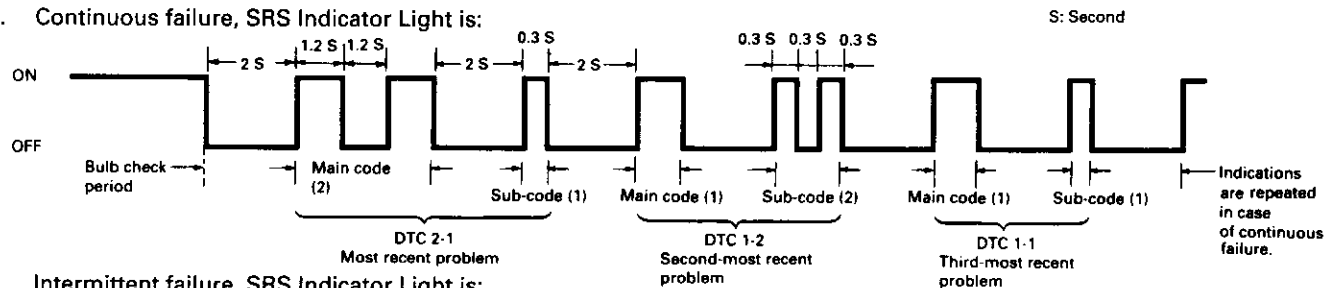 . Continuous failure, SRS Indicator Light is:
S: Second
1.2 S 1.2 S 0.3 S 0.3 S 0.3 S 0.3 S
2 S 2 S 2 S
ON
OFF
Bulb check period
Main code (2)
Sub-code (1)
Main code (1)
Sub-code (2)
Main code (1)
Sub-code (1)
Indications are repeated in case of continuous failure.
DTC 2-1
Most recent problem
DTC 1-2
Second-most recent problem
DTC 1-1
Third-most recent problem
Intermittent failure, SRS Indicator Light is: